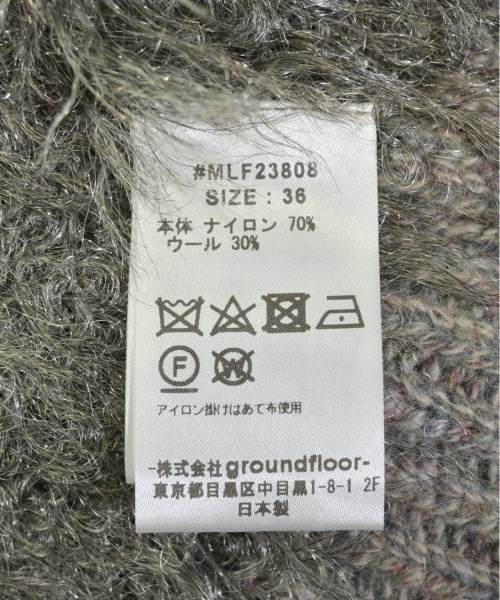 #MLF23808
SIZE : 36
本体 ナイロン 70%
ウール 30%
F W
アイロン掛けはあて布使用
-株式会社groundfloor-
東京都目黒区中目黒1-8-1 2F
日本製